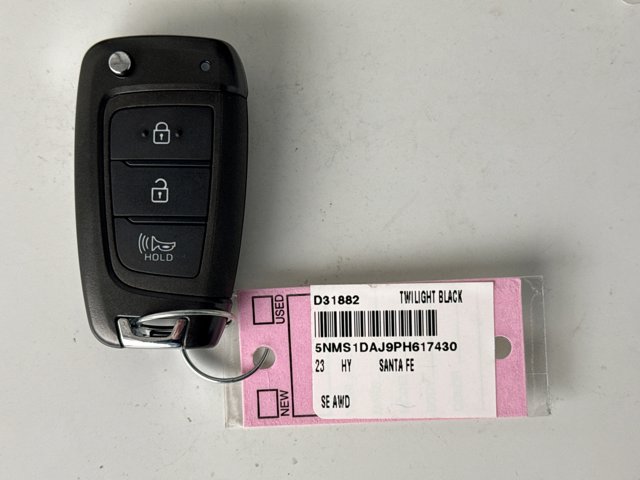 HOLD
USED
NEW
D31882 TWILIGHT BLACK
5NMS1DAJ9PH617430
23 HY SANTA FE
SE AWD